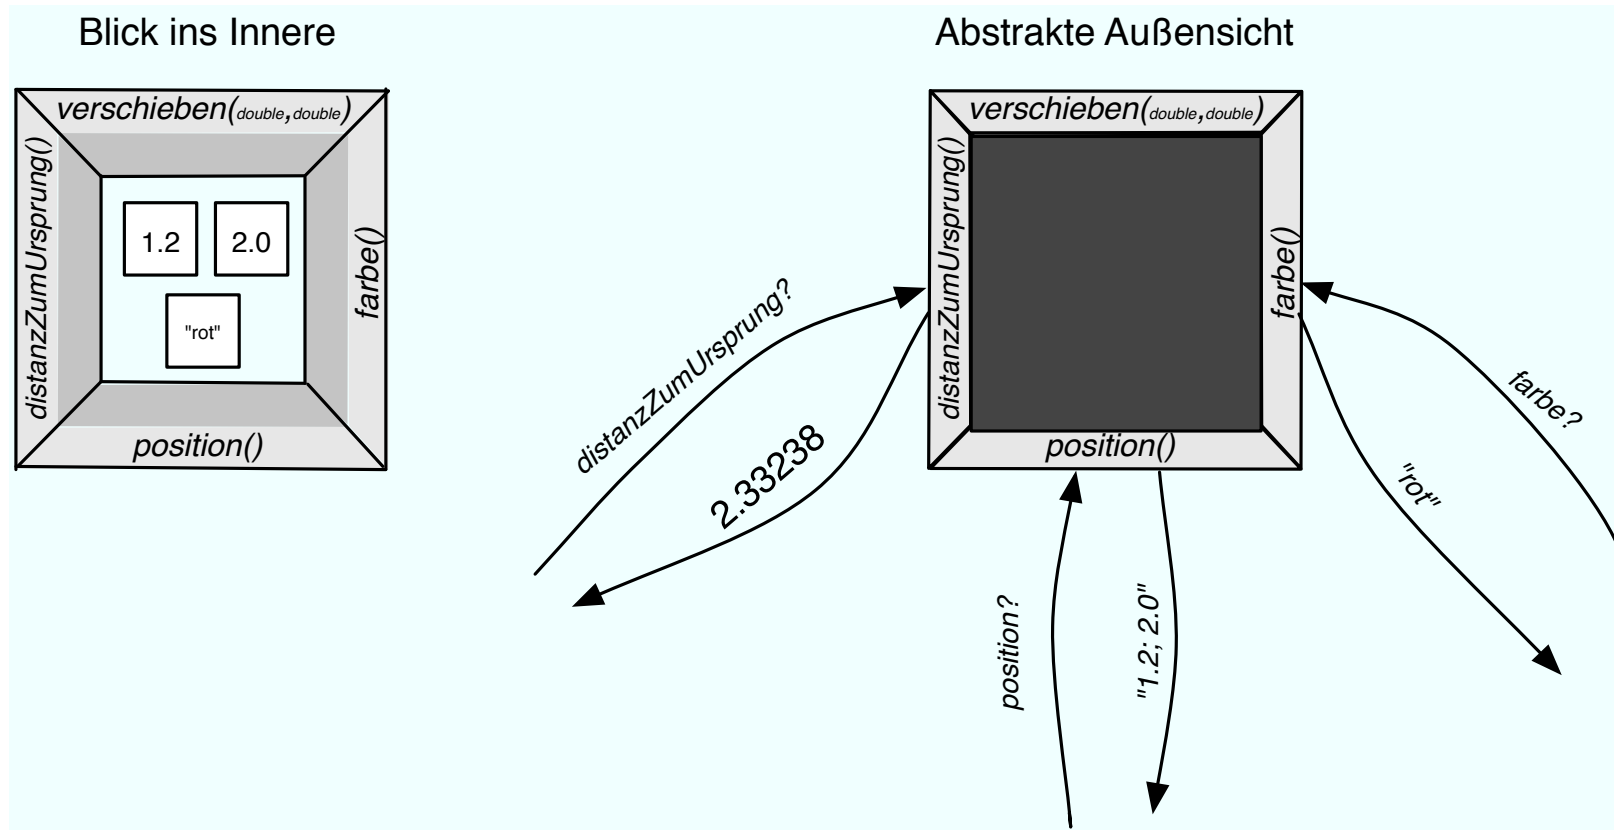 Blick ins Innere
verschieben(double,double)
distanzZumUrsprung()
1.2
2.0
"rot"
farbe()
position()
Abstrakte Außensicht
verschieben(double,double)
distanzZumUrsprung()
farbe()
position()
distanzZumUrsprung?
2.33238
position?
"1.2; 2.0"
farbe?
"rot"